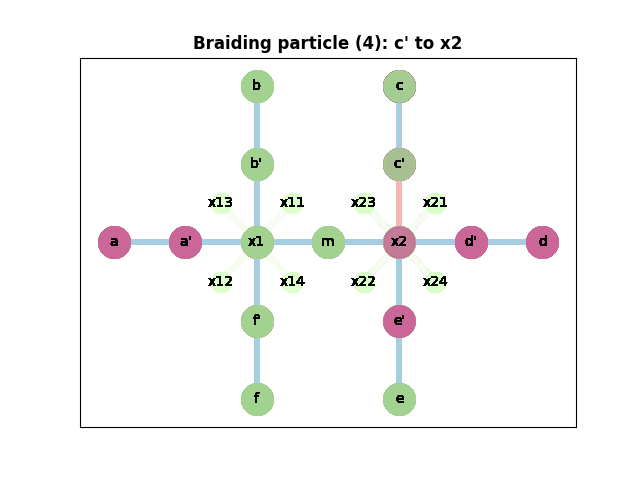 Braiding particle (4): c' to x2
b c
b' c'
x13 x11 x23 x21
a a' x1 m x2 d' d
x12 x14 x22 x24
f' e'
f e